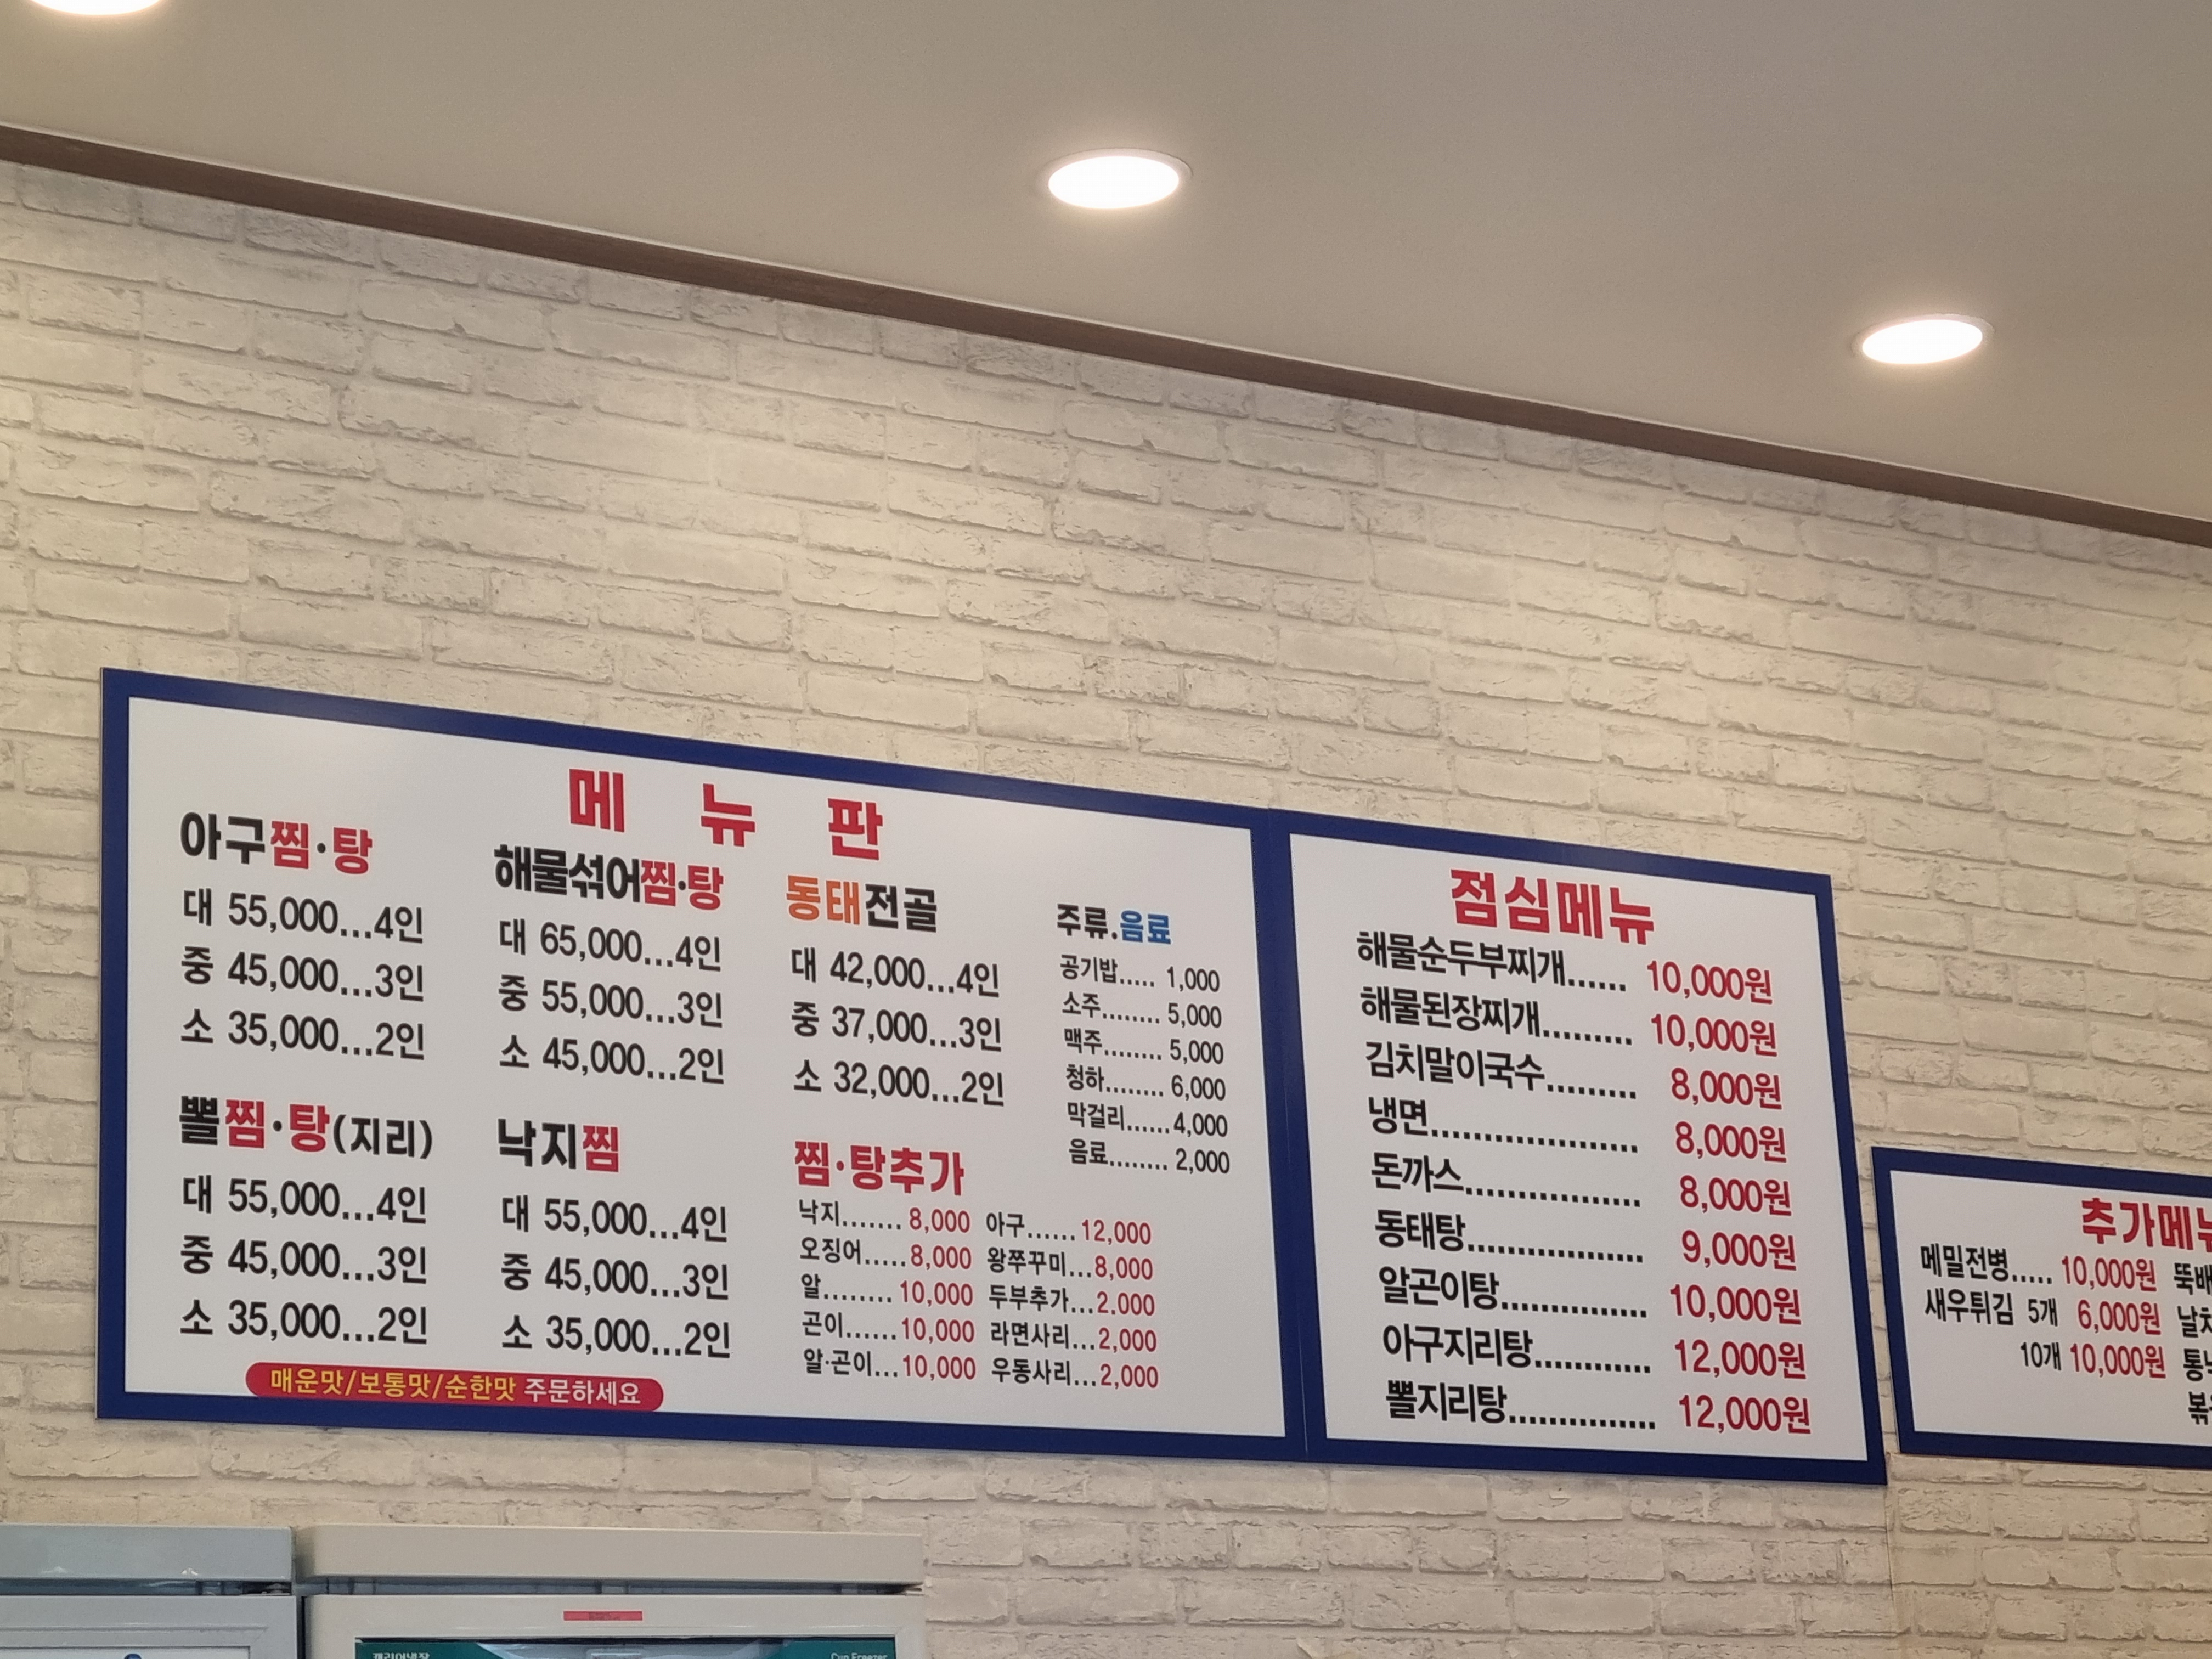 메 뉴 판
아구찜·탕
대 55,000...4인
중 45,000...3인
소 35,000...2인
해물섞어찜·탕
대 65,000...4인
중 55,000...3인
소 45,000...2인
동태전골
대 42,000...4인
중 37,000...3인
소 32,000...2인
주류.음료
공기밥..... 1,000
소주........ 5,000
맥주........ 5,000
청하........ 6,000
막걸리......4,000
음료........ 2,000
뽈찜·탕(지리)
대 55,000...4인
중 45,000...3인
소 35,000...2인
낙지찜
대 55,000...4인
중 45,000...3인
소 35,000...2인
찜·탕추가
낙지....... 8,000 아구...... 12,000
오징어.....8,000 왕쭈꾸미...8,000
알........ 10,000 두부추가...2.000
곤이......10,000 라면사리...2,000
알·곤이...10,000 우동사리...2,000
매운맛/보통맛/순한맛 주문하세요
점심메뉴
해물순두부찌개...... 10,000원
해물된장찌개......... 10,000원
김치말이국수......... 8,000원
냉면..................... 8,000원
돈까스.................. 8,000원
동태탕.................. 9,000원
알곤이탕............... 10,000원
아구지리탕............ 12,000원
뽈지리탕............... 12,000원
추가메뉴
메밀전병..... 10,000원 뚝배
새우튀김 5개 6,000원 날치
10개 10,000원
Cup Freezer